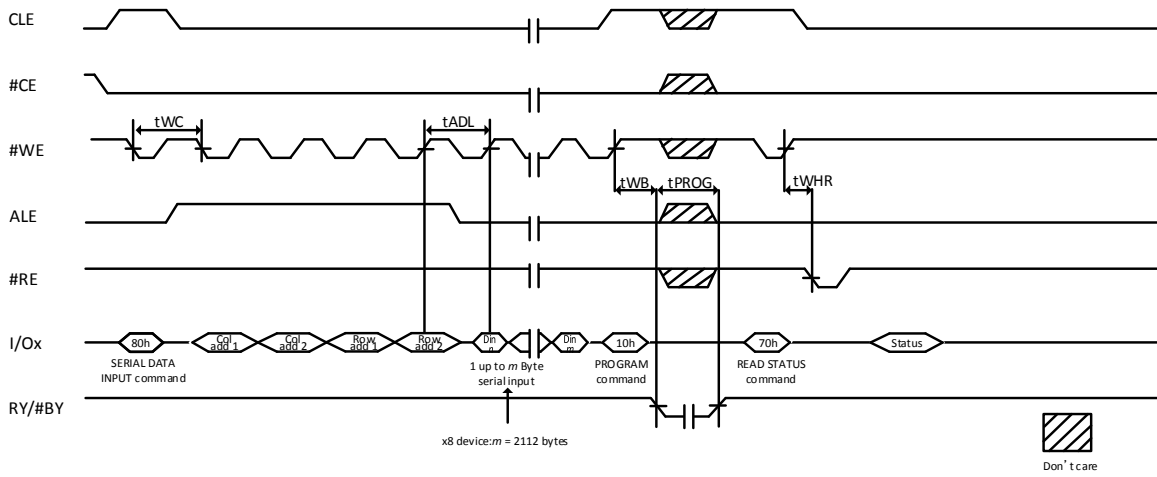 CLE
#CE
tWC
tADL
#WE
tWB
tPROG
tWHR
ALE
#RE
I/Ox
80h
Col
add 1
Col
add 2
Row
add 1
Row
add 2
Din
n
Din
m
10h
70h
Status
SERIAL DATA
INPUT command
1 up to m Byte
serial input
PROGRAM
command
READ STATUS
command
RY/#BY
x8 device:m = 2112 bytes
Don't care